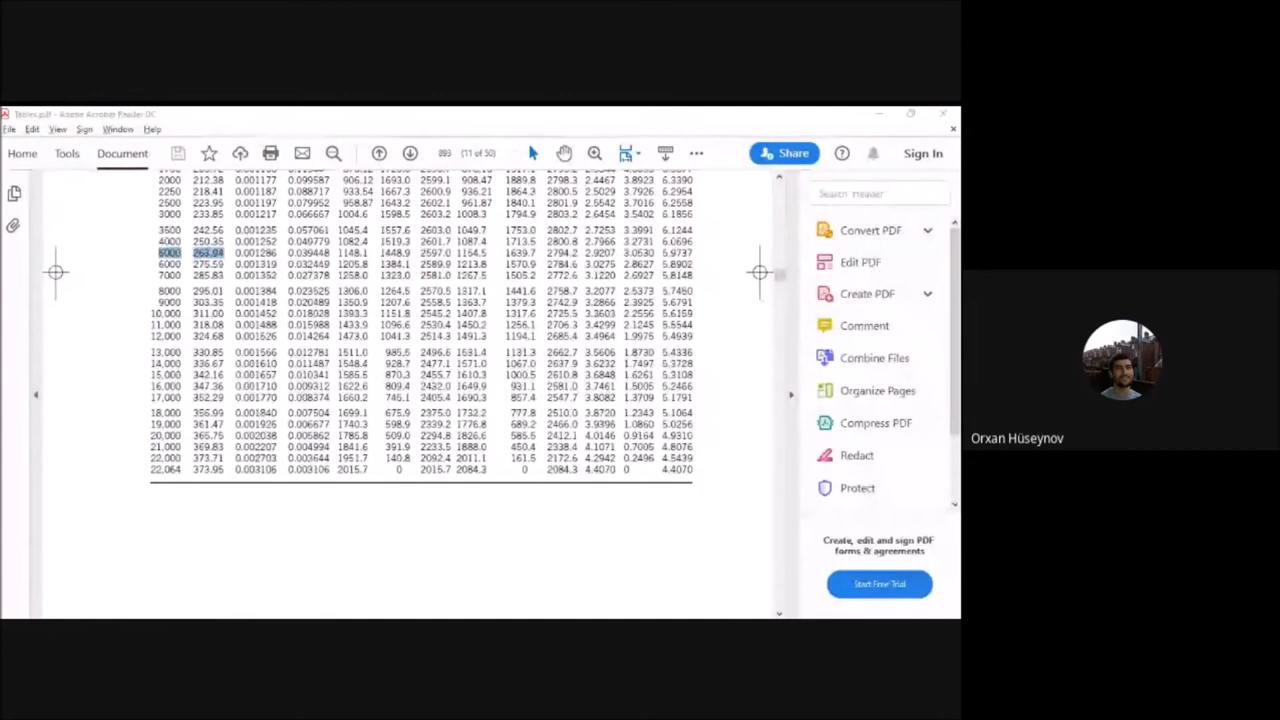 Tables.pdf - Adobe Acrobat Reader DC
File Edit View Sign Window Help
Home Tools Document 893 (11 of 50) Share Sign In
2000 212.38 0.001177 0.099587 906.12 1693.0 2599.1 908.47 1889.8 2798.3 2.4467 3.8923 6.3390
2250 218.41 0.001187 0.088717 933.54 1667.3 2600.9 936.21 1864.3 2800.5 2.5029 3.7926 6.2954
2500 223.95 0.001197 0.079952 958.87 1643.2 2602.1 961.87 1840.1 2801.9 2.5542 3.7016 6.2558
3000 233.85 0.001217 0.066667 1004.6 1598.5 2603.2 1008.3 1794.9 2803.2 2.6454 3.5402 6.1856
3500 242.56 0.001235 0.057061 1045.4 1557.6 2603.0 1049.7 1753.0 2802.7 2.7253 3.3991 6.1244
4000 250.35 0.001252 0.049779 1082.4 1519.3 2601.7 1087.4 1713.5 2800.8 2.7966 3.2731 6.0696
5000 263.94 0.001286 0.039448 1148.1 1448.9 2597.0 1154.5 1639.7 2794.2 2.9207 3.0530 5.9737
6000 275.59 0.001319 0.032449 1205.8 1384.1 2589.9 1213.8 1570.9 2784.6 3.0275 2.8627 5.8902
7000 285.83 0.001352 0.027378 1258.0 1323.0 2581.0 1267.5 1505.2 2772.6 3.1220 2.6927 5.8148
8000 295.01 0.001384 0.023525 1306.0 1264.5 2570.5 1317.1 1441.6 2758.7 3.2077 2.5373 5.7450
9000 303.35 0.001418 0.020489 1350.9 1207.6 2558.5 1363.7 1379.3 2742.9 3.2866 2.3925 5.6791
10,000 311.00 0.001452 0.018028 1393.3 1151.8 2545.2 1407.8 1317.6 2725.5 3.3603 2.2556 5.6159
11,000 318.08 0.001488 0.015988 1433.9 1096.6 2530.4 1450.2 1256.1 2706.3 3.4299 2.1245 5.5544
12,000 324.68 0.001526 0.014264 1473.0 1041.3 2514.3 1491.3 1194.1 2685.4 3.4964 1.9975 5.4939
13,000 330.85 0.001566 0.012781 1511.0 985.5 2496.6 1531.4 1131.3 2662.7 3.5606 1.8730 5.4336
14,000 336.67 0.001610 0.011487 1548.4 928.7 2477.1 1571.0 1067.0 2637.9 3.6232 1.7497 5.3728
15,000 342.16 0.001657 0.010341 1585.5 870.3 2455.7 1610.3 1000.5 2610.8 3.6848 1.6261 5.3108
16,000 347.36 0.001710 0.009312 1622.6 809.4 2432.0 1649.9 931.1 2581.0 3.7461 1.5005 5.2466
17,000 352.29 0.001770 0.008374 1660.2 745.1 2405.4 1690.3 857.4 2547.7 3.8082 1.3709 5.1791
18,000 356.99 0.001840 0.007504 1699.1 675.9 2375.0 1732.2 777.8 2510.0 3.8720 1.2343 5.1064
19,000 361.47 0.001926 0.006677 1740.3 598.9 2339.2 1776.8 689.2 2466.0 3.9396 1.0860 5.0256
20,000 365.75 0.002038 0.005862 1785.8 509.0 2294.8 1826.6 585.5 2412.1 4.0146 0.9164 4.9310
21,000 369.83 0.002207 0.004994 1841.6 391.9 2233.5 1888.0 450.4 2338.4 4.1071 0.7005 4.8076
22,000 373.71 0.002703 0.003644 1951.7 140.8 2092.4 2011.1 161.5 2172.6 4.2942 0.2496 4.5439
22,064 373.95 0.003106 0.003106 2015.7 0 2015.7 2084.3 0 2084.3 4.4070 0 4.4070
Search 'Header'
Convert PDF
Edit PDF
Create PDF
Comment
Combine Files
Organize Pages
Compress PDF
Redact
Protect
Create, edit and sign PDF
forms & agreements
Start Free Trial
Orxan Hüseynov